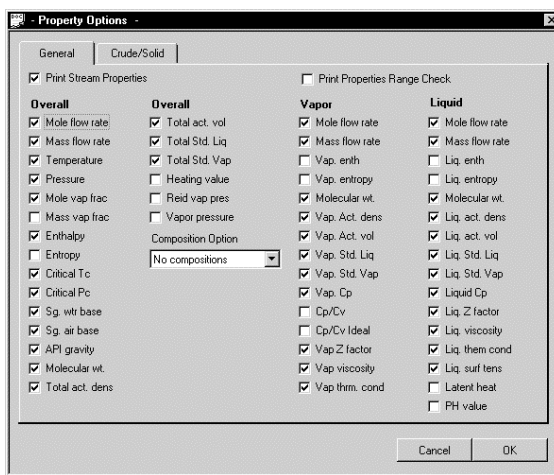 - Property Options -
General
Crude/Solid
Print Stream Properties
Print Properties Range Check
Overall
Mole flow rate
Mass flow rate
Temperature
Pressure
Mole vap frac
Mass vap frac
Enthalpy
Entropy
Critical Tc
Critical Pc
Sg. wtr base
Sg. air base
API gravity
Molecular wt.
Total act. dens
Overall
Total act. vol
Total Std. Liq
Total Std. Vap
Heating value
Reid vap pres
Vapor pressure
Composition Option
No compositions
Vapor
Mole flow rate
Mass flow rate
Vap. enth
Vap. entropy
Molecular wt.
Vap. Act. dens
Vap. Act. vol
Vap. Std. Liq
Vap. Std. Vap
Vap. Cp
Cp/Cv
Cp/Cv Ideal
Vap Z factor
Vap viscosity
Vap thrm. cond
Liquid
Mole flow rate
Mass flow rate
Liq. enth
Liq. entropy
Molecular wt.
Liq. act. dens
Liq. act. vol
Liq. Std. Liq
Liq. Std. Vap
Liquid Cp
Liq. Z factor
Liq. viscosity
Liq. them cond
Liq. surf tens
Latent heat
PH value
Cancel
OK